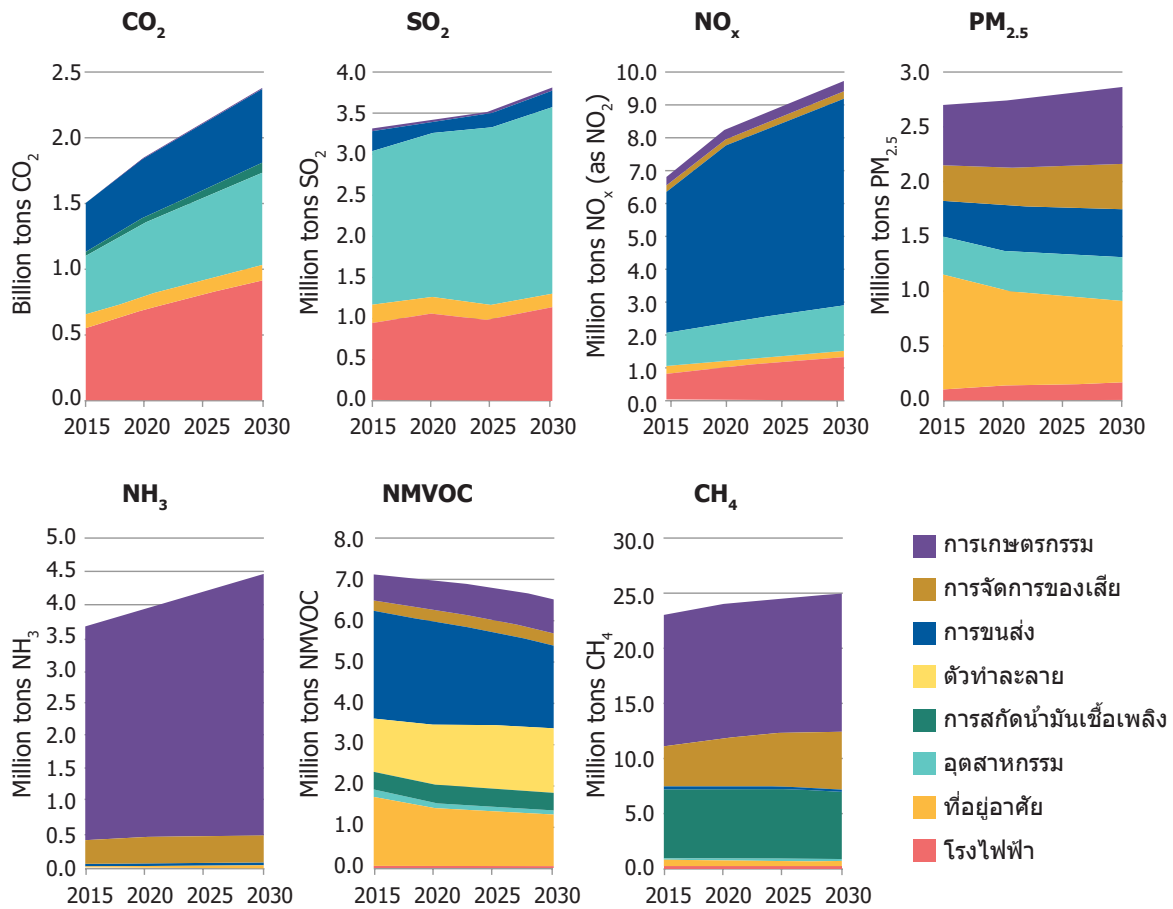 CO2
SO2
NOx
PM2.5
Billion tons CO2
2.5
2.0
1.5
1.0
0.5
0.0
2015 2020 2025 2030
Million tons SO2
4.0
3.5
3.0
2.5
2.0
1.5
1.0
0.5
0.0
2015 2020 2025 2030
Million tons NOx (as NO2)
10.0
9.0
8.0
7.0
6.0
5.0
4.0
3.0
2.0
1.0
0.0
2015 2020 2025 2030
Million tons PM2.5
3.0
2.5
2.0
1.5
1.0
0.5
0.0
2015 2020 2025 2030
NH3
NMVOC
CH4
Million tons NH3
5.0
4.5
4.0
3.5
3.0
2.5
2.0
1.5
1.0
0.5
0.0
2015 2020 2025 2030
Million tons NMVOC
8.0
7.0
6.0
5.0
4.0
3.0
2.0
1.0
0.0
2015 2020 2025 2030
Million tons CH4
30.0
25.0
20.0
15.0
10.0
5.0
0.0
2015 2020 2025 2030
การเกษตรกรรม
การจัดการของเสีย
การขนส่ง
ตัวทำละลาย
การสกัดน้ำมันเชื้อเพลิง
อุตสาหกรรม
ที่อยู่อาศัย
โรงไฟฟ้า